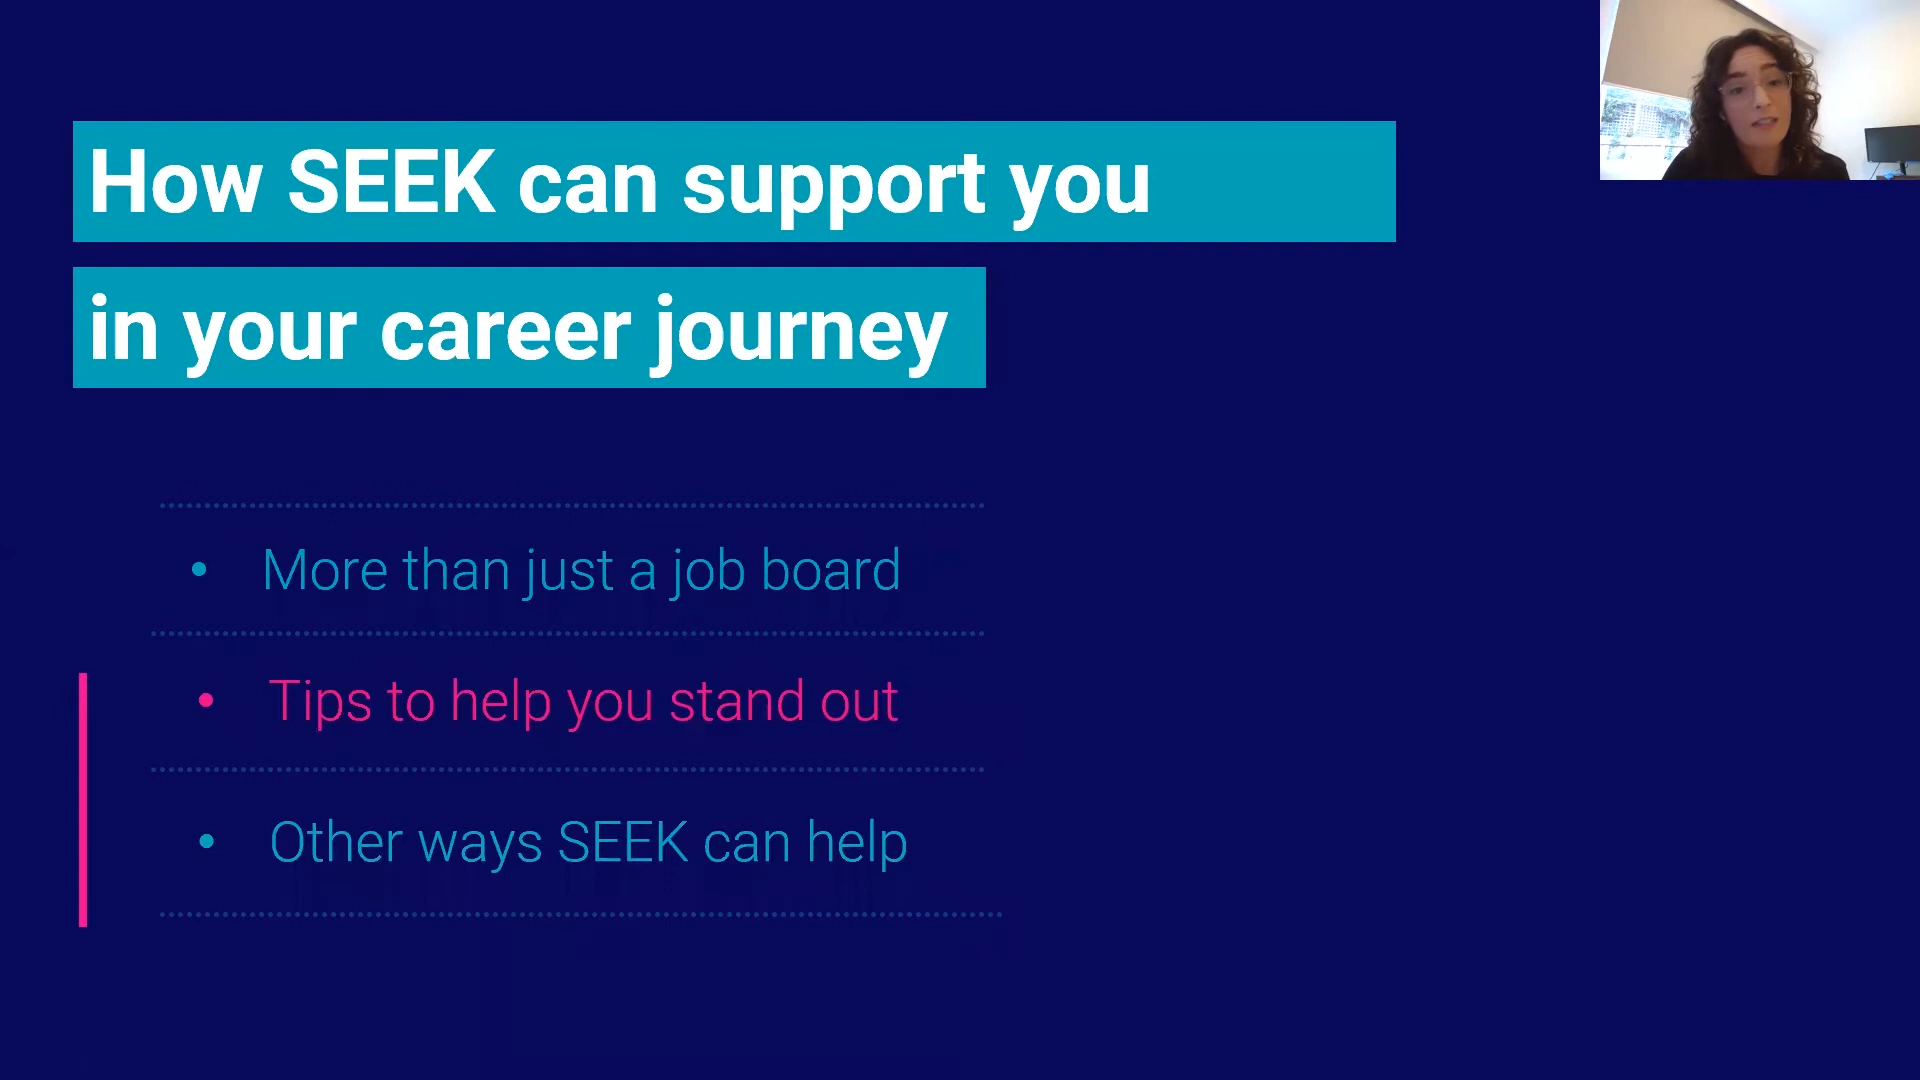 How SEEK can support you
in your career journey
• More than just a job board
• Tips to help you stand out
• Other ways SEEK can help